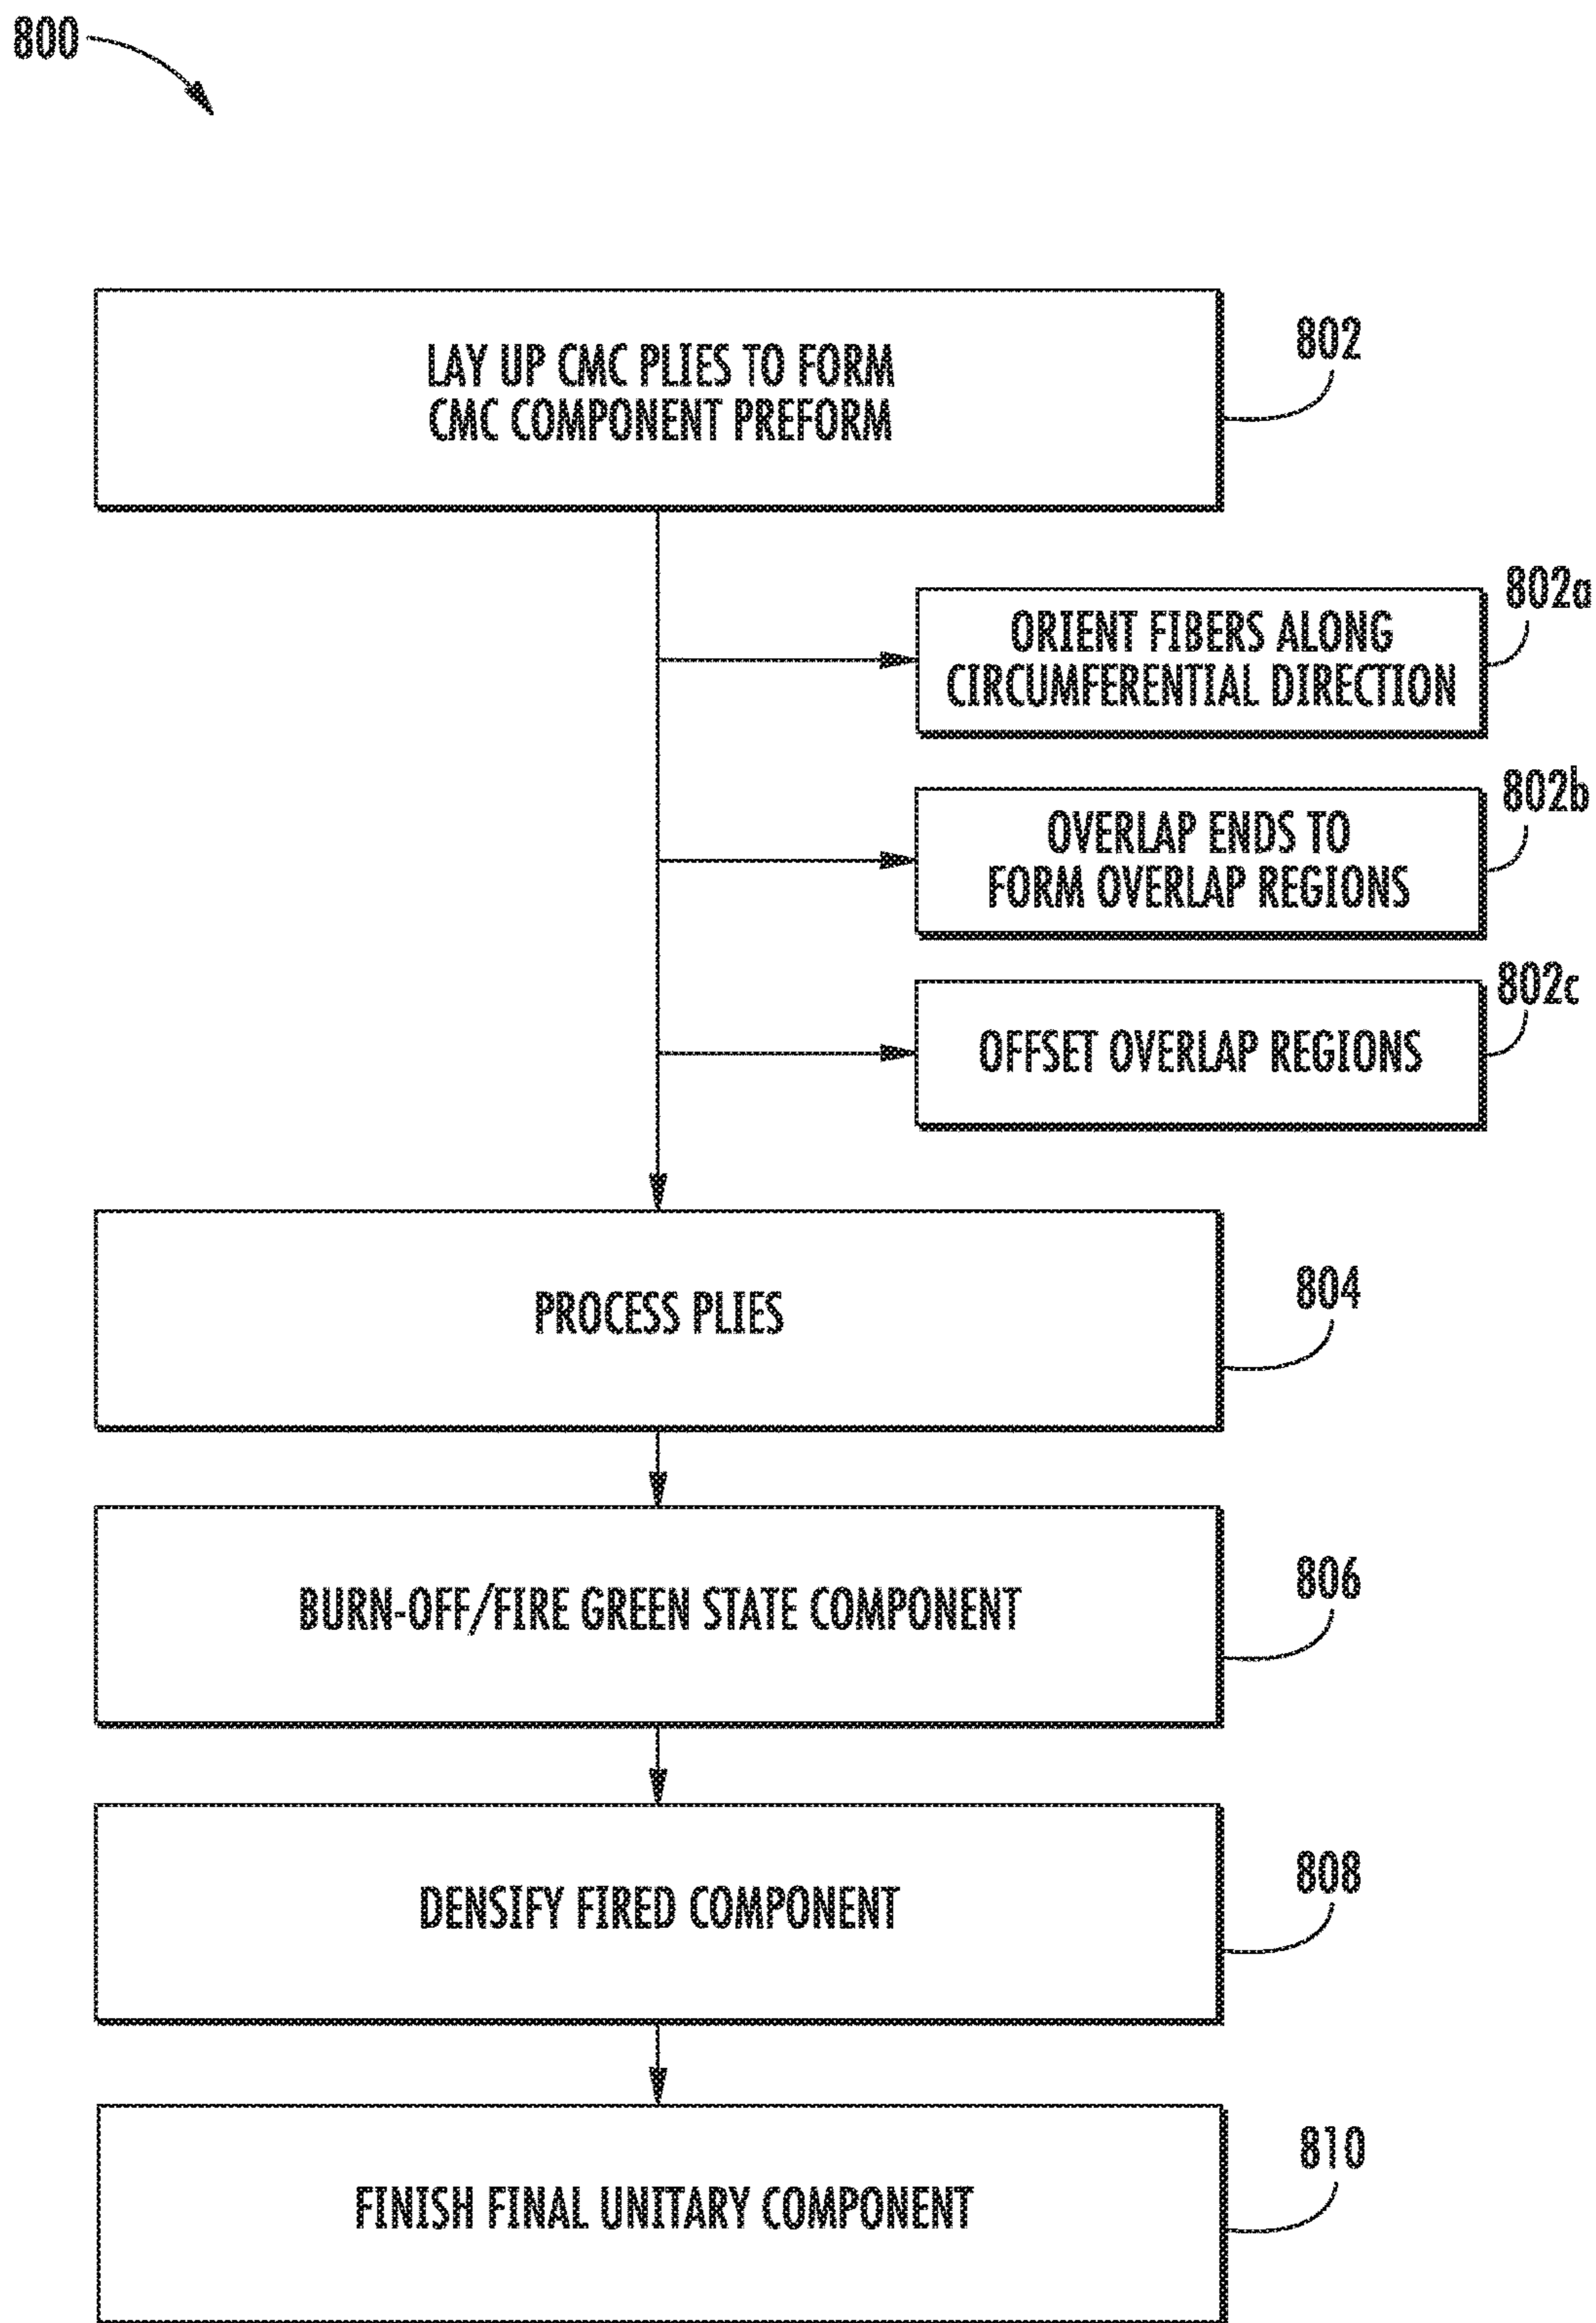 800
LAY UP CMC PLIES TO FORM
CMC COMPONENT PREFORM
802
ORIENT FIBERS ALONG
CIRCUMFERENTIAL DIRECTION
802a
OVERLAP ENDS TO
FORM OVERLAP REGIONS
802b
OFFSET OVERLAP REGIONS
802c
PROCESS PLIES
804
BURN-OFF/FIRE GREEN STATE COMPONENT
806
DENSIFY FIRED COMPONENT
808
FINISH FINAL UNITARY COMPONENT
810